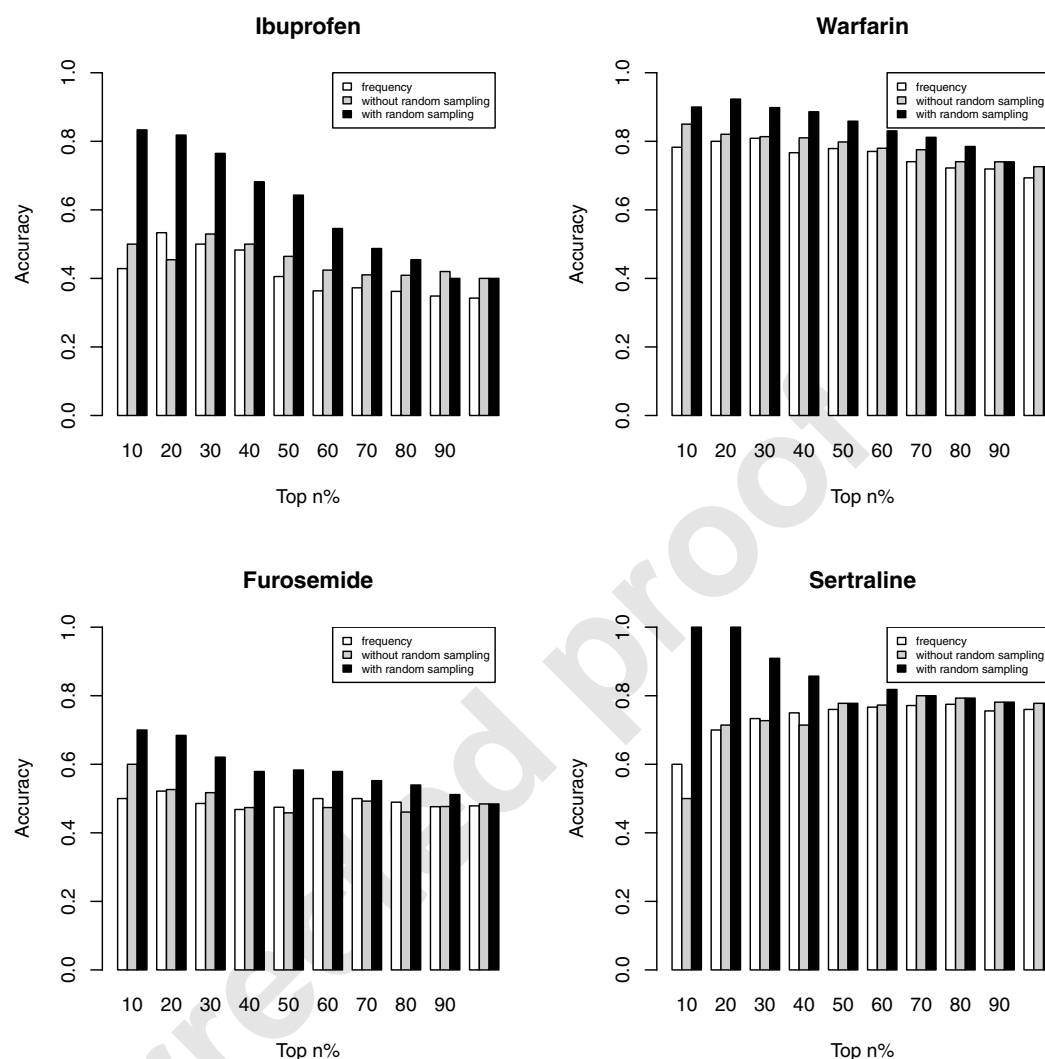 Ibuprofen
frequency
without random sampling
with random sampling
Accuracy
0.0 0.2 0.4 0.6 0.8 1.0
10 20 30 40 50 60 70 80 90
Top n%
Warfarin
frequency
without random sampling
with random sampling
Accuracy
0.0 0.2 0.4 0.6 0.8 1.0
10 20 30 40 50 60 70 80 90
Top n%
Furosemide
frequency
without random sampling
with random sampling
Accuracy
0.0 0.2 0.4 0.6 0.8 1.0
10 20 30 40 50 60 70 80 90
Top n%
Sertraline
frequency
without random sampling
with random sampling
Accuracy
0.0 0.2 0.4 0.6 0.8 1.0
10 20 30 40 50 60 70 80 90
Top n%
proof